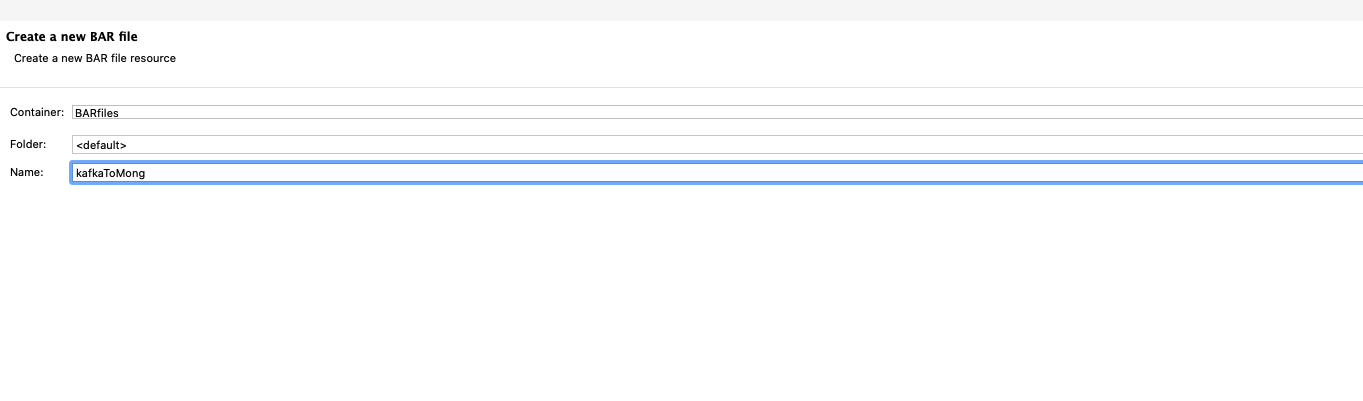 Create a new BAR file
Create a new BAR file resource
Container: BARfiles
Folder: <default>
Name: kafkaToMong